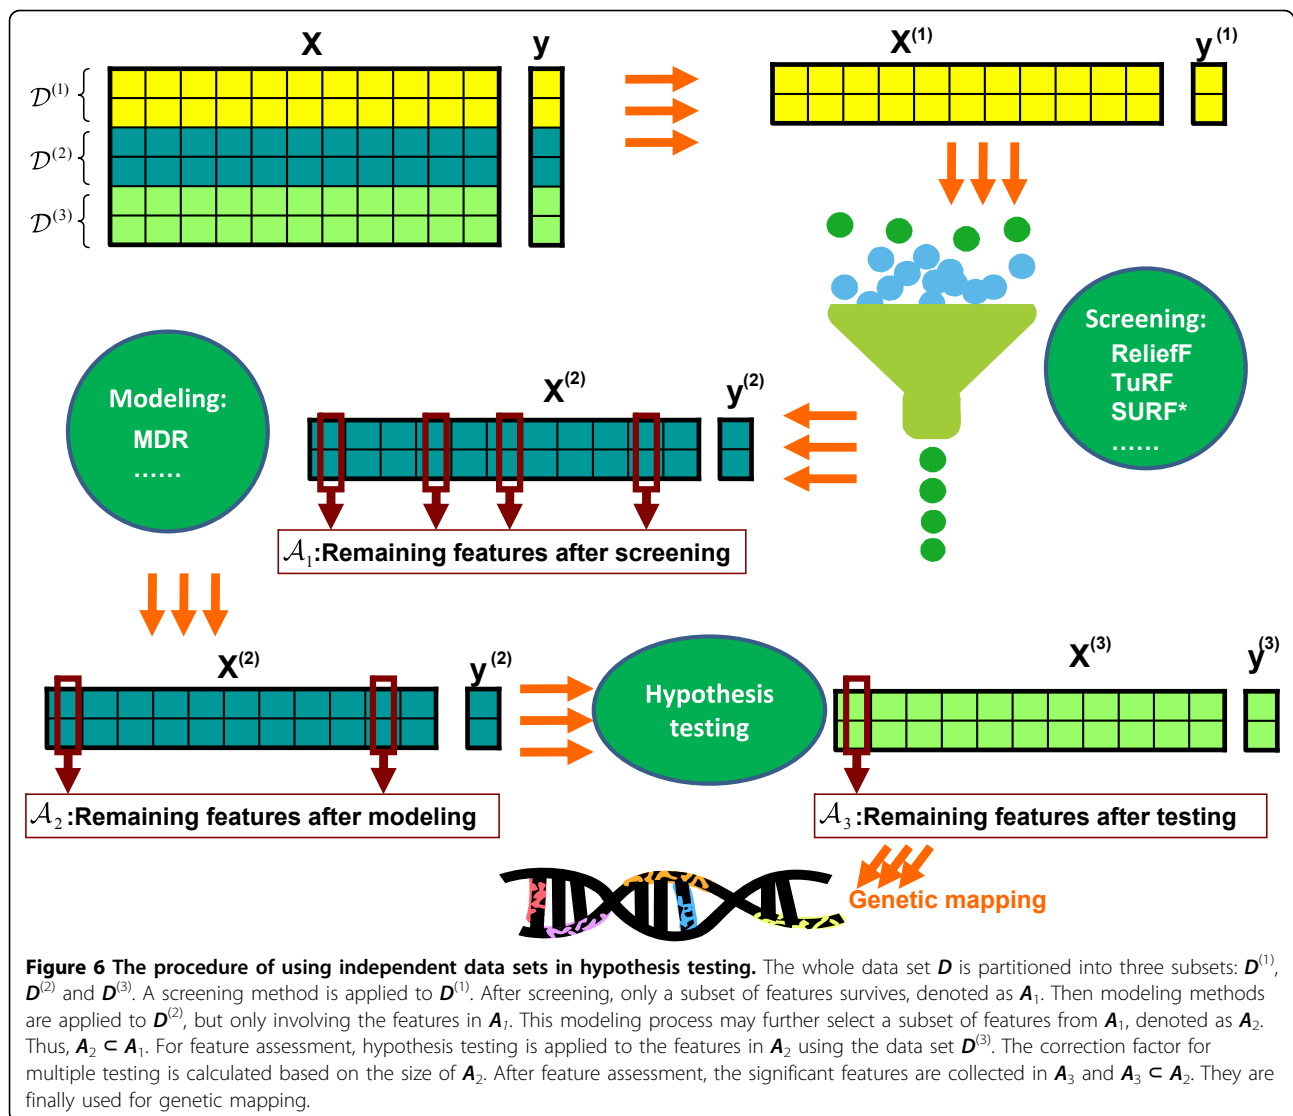 X y X(1) y(1)
D(1)
D(2)
D(3)
Screening:
ReliefF
TuRF
SURF*
......
Modeling:
MDR
......
X(2) y(2)
A1:Remaining features after screening
X(2) y(2)
Hypothesis
testing
X(3) y(3)
A2:Remaining features after modeling
A3:Remaining features after testing
Genetic mapping
Figure 6 The procedure of using independent data sets in hypothesis testing. The whole data set D is partitioned into three subsets: D(1),
D(2) and D(3). A screening method is applied to D(1). After screening, only a subset of features survives, denoted as A1. Then modeling methods
are applied to D(2), but only involving the features in A1. This modeling process may further select a subset of features from A1, denoted as A2.
Thus, A2 ⊂ A1. For feature assessment, hypothesis testing is applied to the features in A2 using the data set D(3). The correction factor for
multiple testing is calculated based on the size of A2. After feature assessment, the significant features are collected in A3 and A3 ⊂ A2. They are
finally used for genetic mapping.